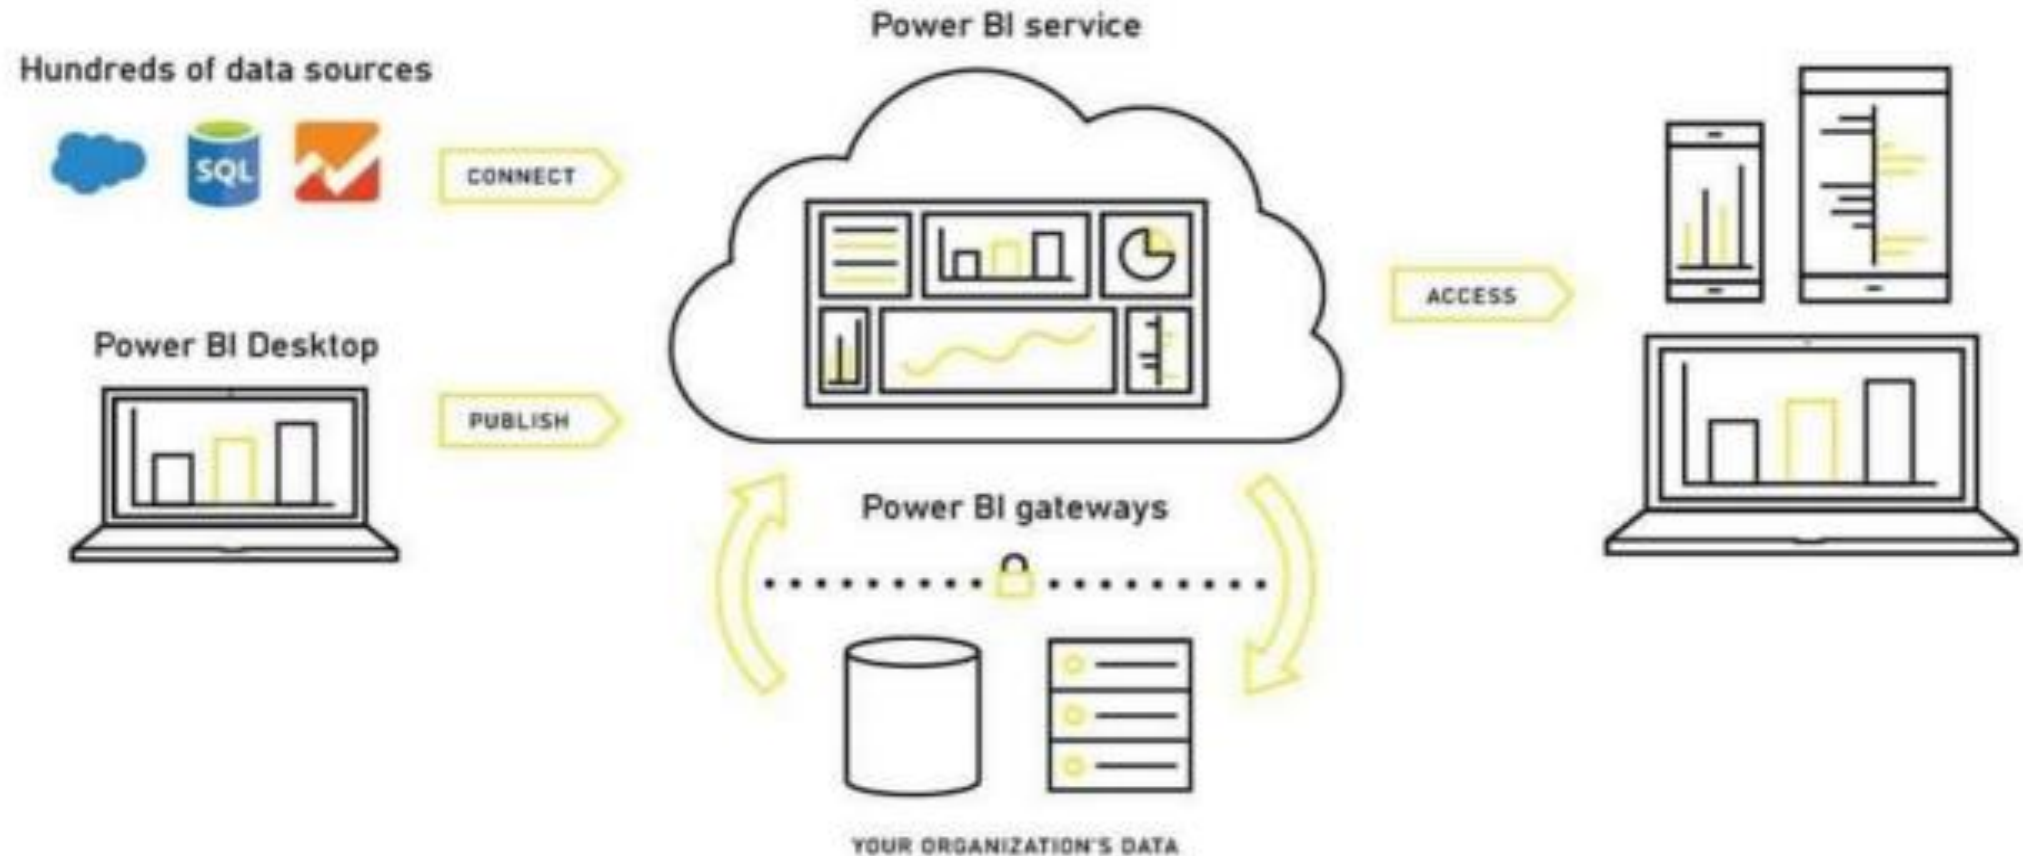 Power BI service
Hundreds of data sources
SQL
CONNECT
ACCESS
Power BI Desktop
PUBLISH
Power BI gateways
YOUR ORGANIZATION'S DATA